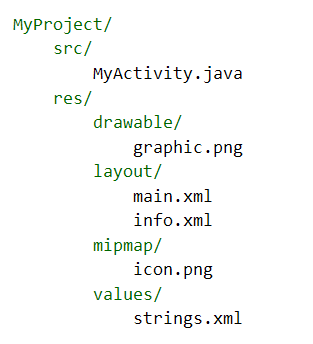 MyProject/
    src/
        MyActivity.java
    res/
        drawable/
            graphic.png
        layout/
            main.xml
            info.xml
        mipmap/
            icon.png
        values/
            strings.xml